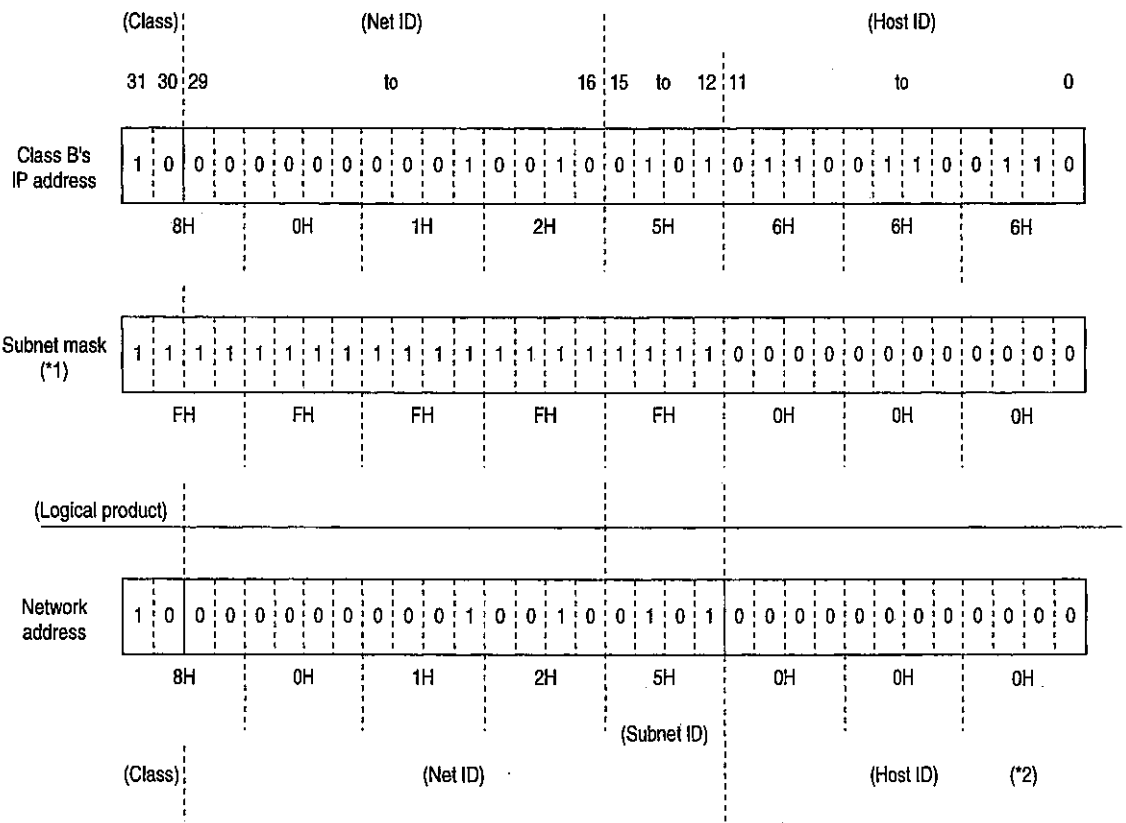 (Class) (Net ID) (Host ID)
31 30 29 to 16 15 to 12 11 to 0
Class B's
IP address
1 0 0 0 0 0 0 0 0 0 0 1 0 0 1 0 0 1 0 1 0 1 1 0 0 1 1 0 0 1 1 0
8H 0H 1H 2H 5H 6H 6H 6H
Subnet mask
(*1)
1 1 1 1 1 1 1 1 1 1 1 1 1 1 1 1 1 1 1 1 0 0 0 0 0 0 0 0 0 0 0 0
FH FH FH FH FH 0H 0H 0H
(Logical product)
Network
address
1 0 0 0 0 0 0 0 0 0 0 1 0 0 1 0 0 1 0 1 0 0 0 0 0 0 0 0 0 0 0 0
8H 0H 1H 2H 5H 0H 0H 0H
(Subnet ID)
(Class) (Net ID) (Host ID) (*2)